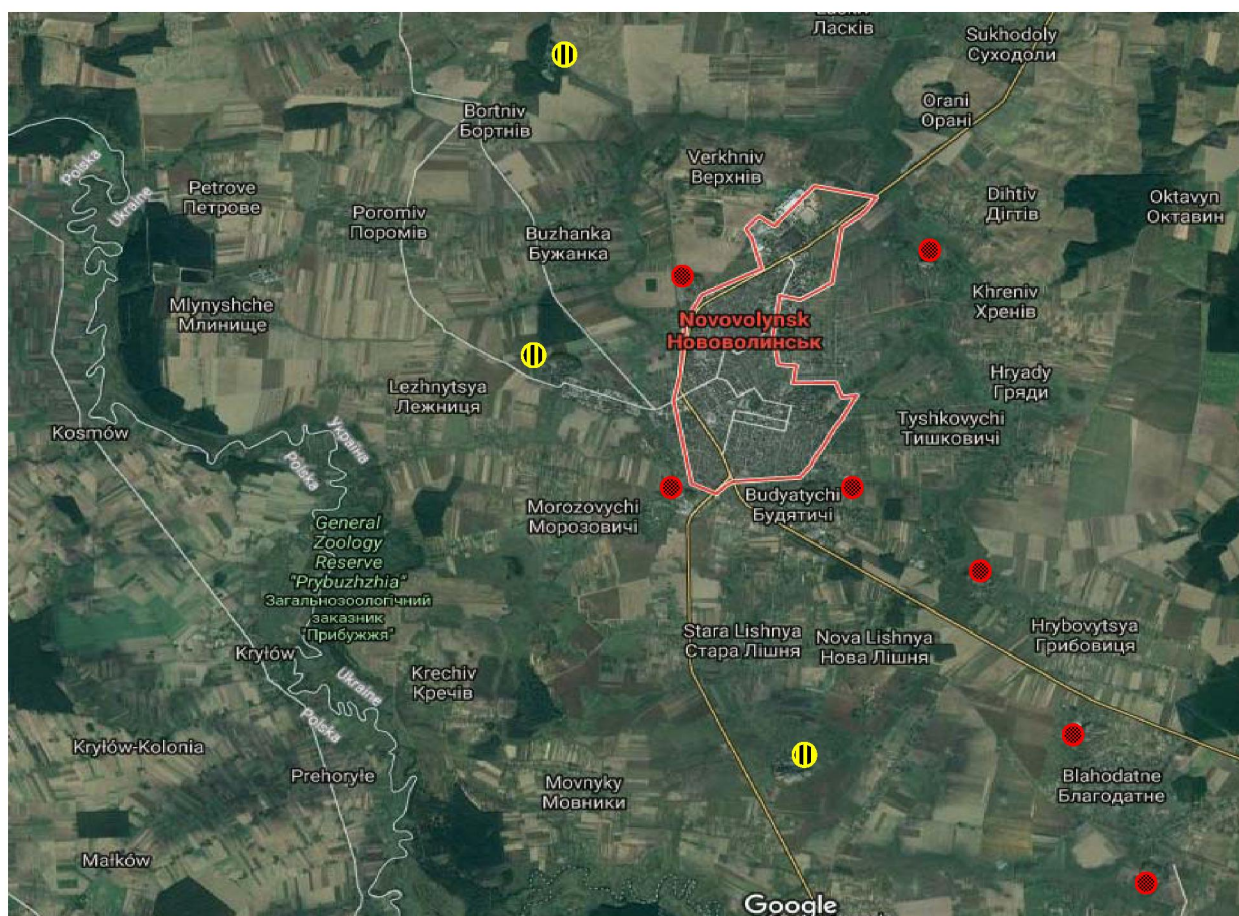 Ласків
Sukhodoly
Суходоли
Orani
Орані
Bortniv
Бортнів
Verkhniv
Верхнів
Polska
Ukraine
Petrove
Петрове
Poromiv
Поромів
Buzhanka
Бужанка
Dihtiv
Дігтів
Oktavyn
Октавин
Mlynyshche
Млинище
Khreniv
Хренів
Novovolynsk
Нововолинськ
Lezhnytsya
Лежниця
Hryady
Гряди
Tyshkovychi
Тишковичі
Kosmów
Україна
Polska
Morozovychi
Морозовичі
Budyatychi
Будятичі
General
Zoology
Reserve
"Prybuzhzhia"
Загальнозоологічний
заказник
"Прибужжя"
Stara Lishnya
Стара Лішня
Nova Lishnya
Нова Лішня
Hrybovytsya
Грибовиця
Kryłów
Krechiv
Кречів
Ukraine
Polska
Kryłów-Kolonia
Prehoryłe
Movnyky
Мовники
Blahodatne
Благодатне
Małków
Google